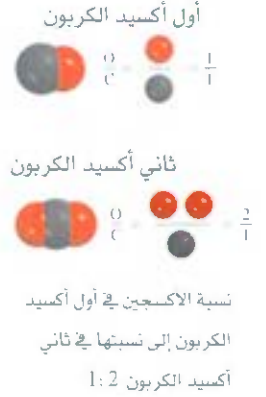 أول أكسيد الكربون
O
C
1
1
ثاني أكسيد الكربون
O
C
2
1
نسبة الاكسجين في أول أكسيد
الكربون إلى نسبتها في ثاني
أكسيد الكربون 2 :1